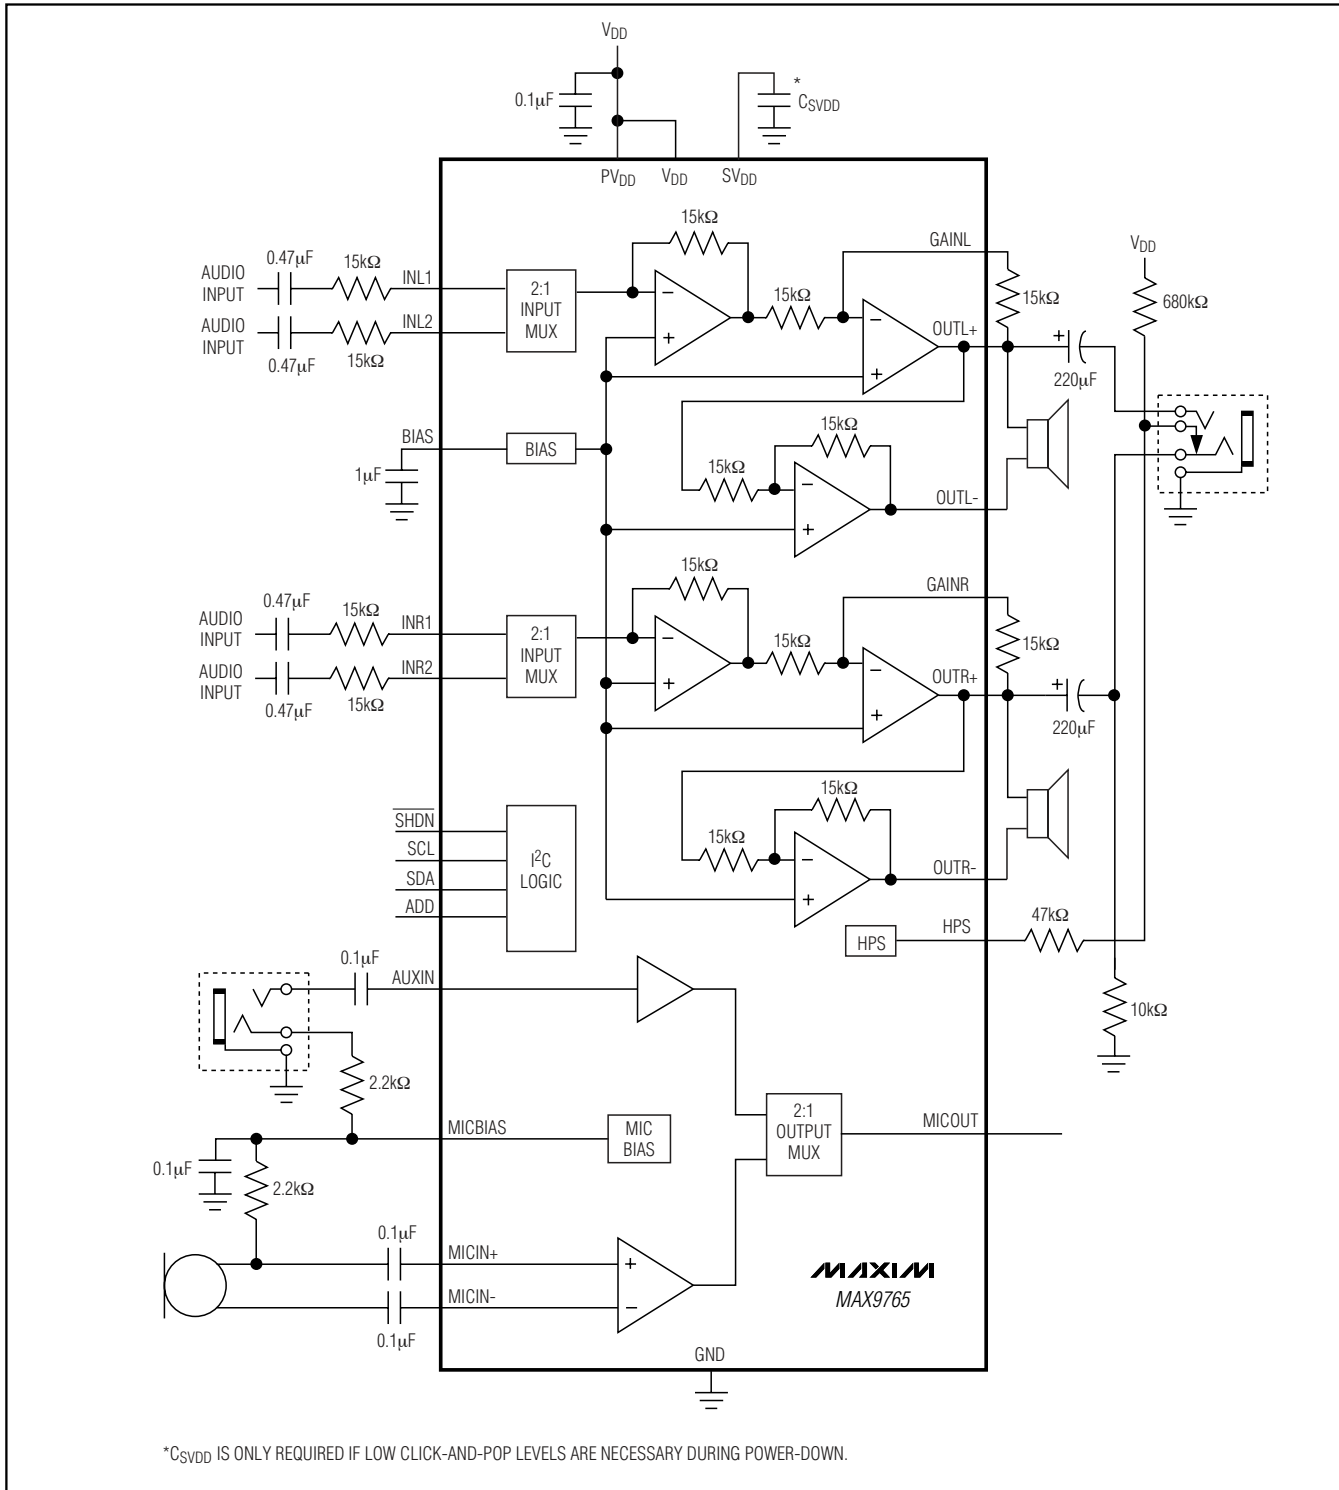 VDD
0.1µF
*
CSVDD
PVDD
VDD
SVDD
15kΩ
GAINL
VDD
0.47µF
15kΩ
INL1
AUDIO
INPUT
2:1
INPUT
MUX
15kΩ
15kΩ
680kΩ
−
+
−
+
OUTL+
+
AUDIO
INPUT
INL2
0.47µF
15kΩ
220µF
BIAS
BIAS
1µF
15kΩ
15kΩ
−
+
OUTL-
15kΩ
GAINR
0.47µF
15kΩ
INR1
AUDIO
INPUT
2:1
INPUT
MUX
15kΩ
15kΩ
−
+
−
+
OUTR+
+
AUDIO
INPUT
INR2
0.47µF
15kΩ
220µF
15kΩ
15kΩ
−
+
OUTR-
SHDN
SCL
SDA
ADD
I2C
LOGIC
HPS
HPS
47kΩ
10kΩ
0.1µF
AUXIN
2.2kΩ
MICBIAS
MIC
BIAS
2:1
OUTPUT
MUX
MICOUT
0.1µF
2.2kΩ
0.1µF
MICIN+
+
MICIN-
−
0.1µF
MAXIM
MAX9765
GND
*CSVDD IS ONLY REQUIRED IF LOW CLICK-AND-POP LEVELS ARE NECESSARY DURING POWER-DOWN.